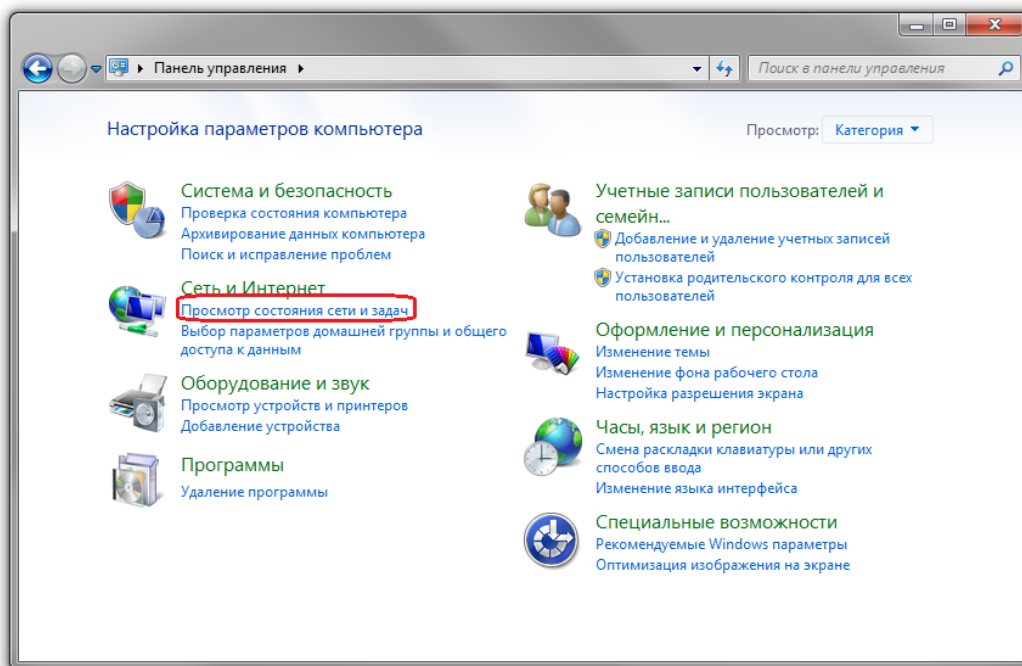 Панель управления
Поиск в панели управления
Настройка параметров компьютера
Просмотр: Категория
Система и безопасность
Проверка состояния компьютера
Архивирование данных компьютера
Поиск и исправление проблем
Сеть и Интернет
Просмотр состояния сети и задач
Выбор параметров домашней группы и общего
доступа к данным
Оборудование и звук
Просмотр устройств и принтеров
Добавление устройства
Программы
Удаление программы
Учетные записи пользователей и
семейн...
Добавление и удаление учетных записей
пользователей
Установка родительского контроля для всех
пользователей
Оформление и персонализация
Изменение темы
Изменение фона рабочего стола
Настройка разрешения экрана
Часы, язык и регион
Смена раскладки клавиатуры или других
способов ввода
Изменение языка интерфейса
Специальные возможности
Рекомендуемые Windows параметры
Оптимизация изображения на экране